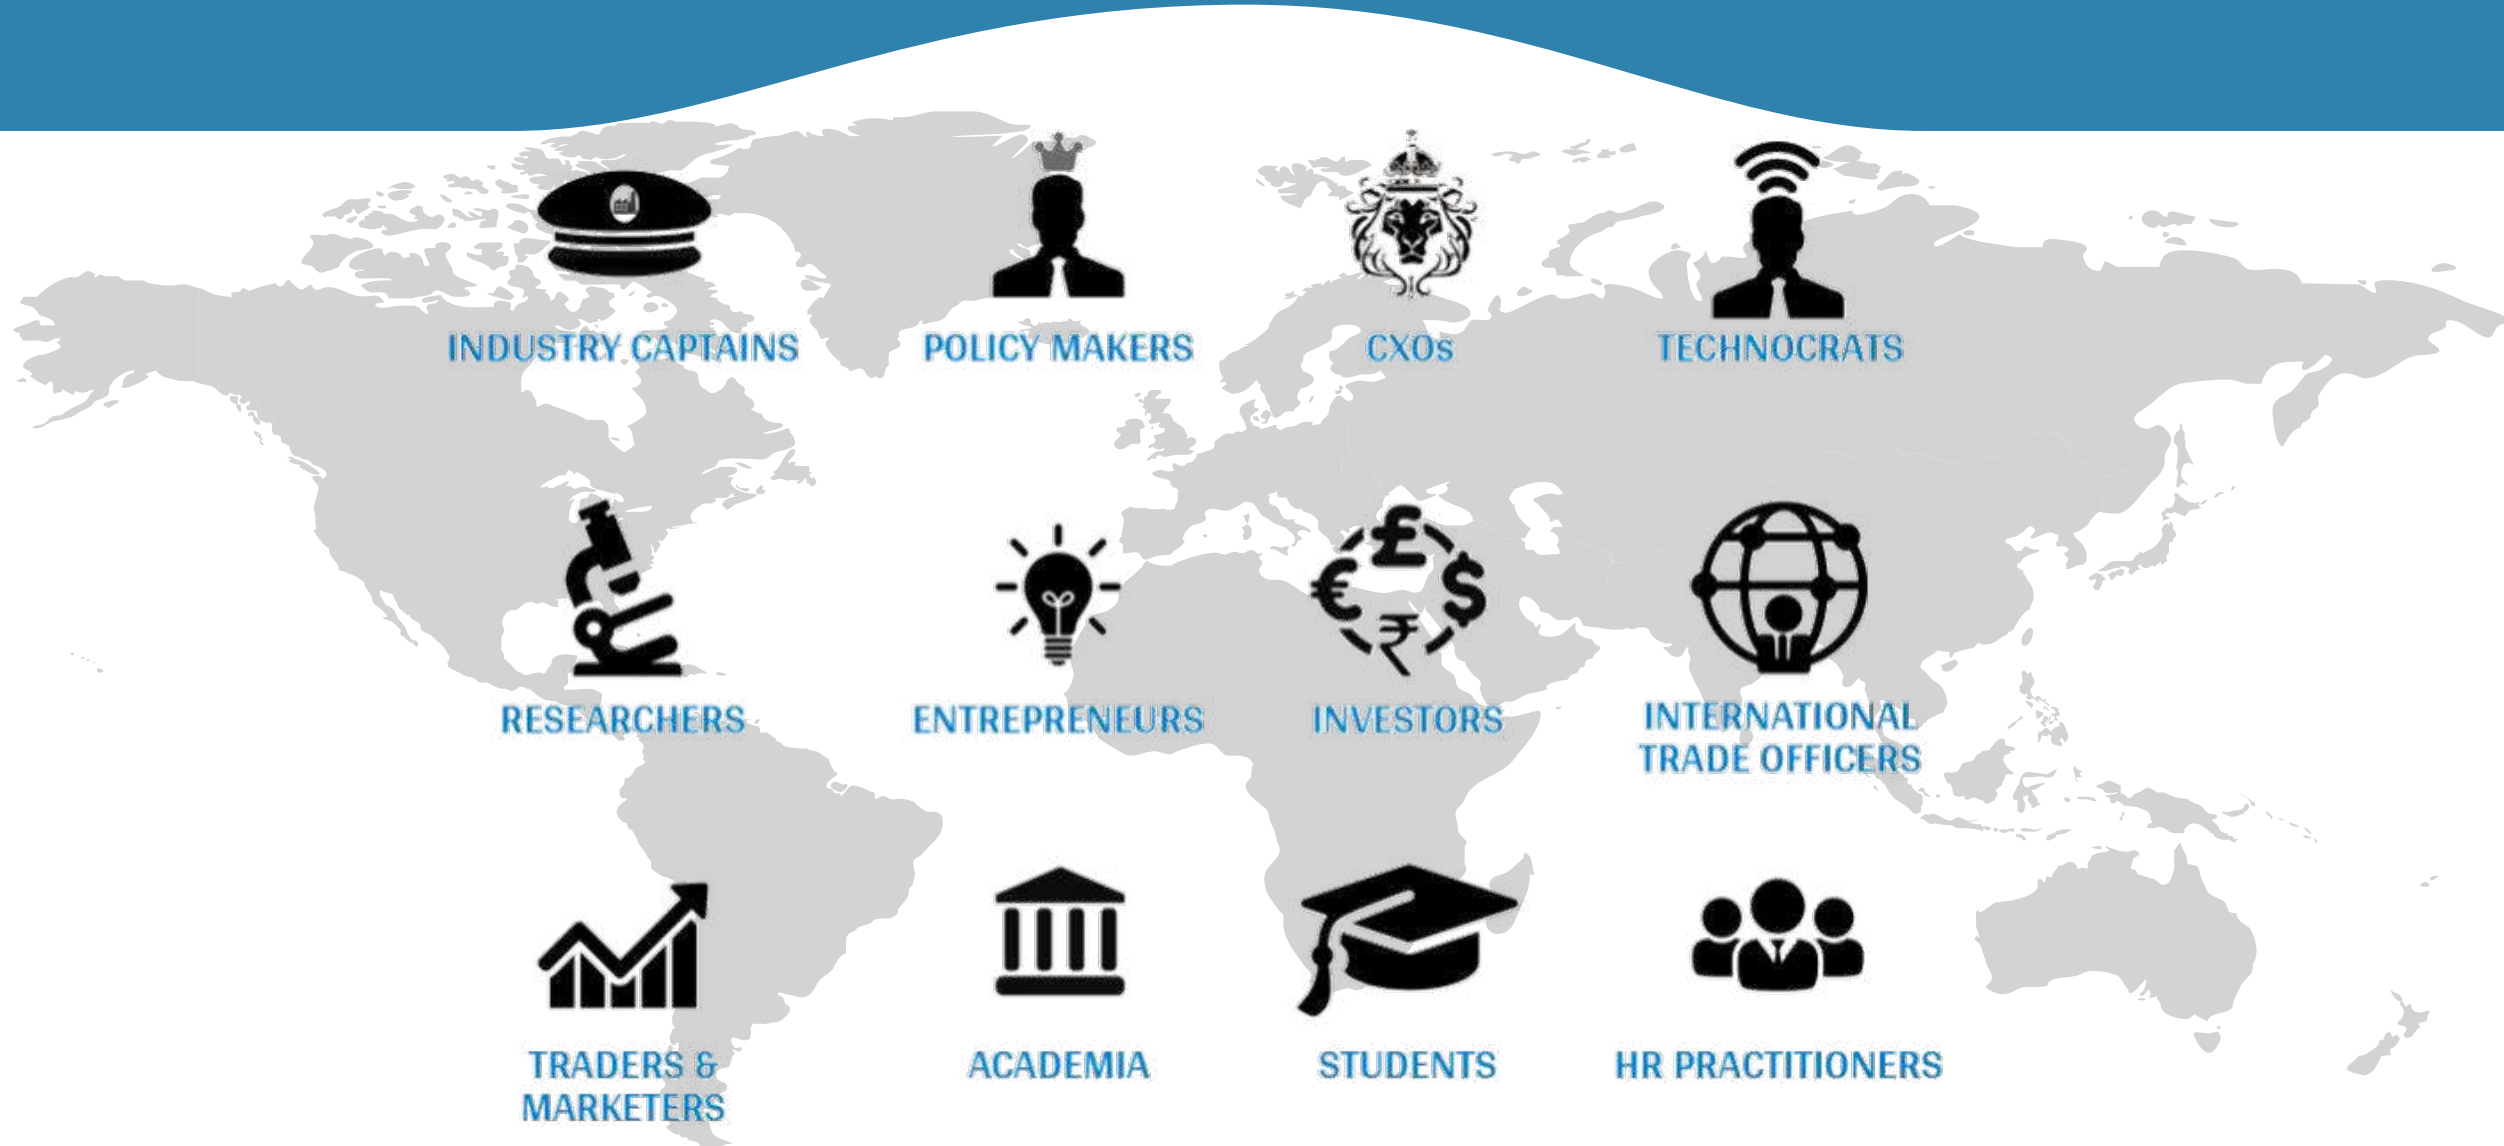 INDUSTRY CAPTAINS
POLICY MAKERS
CXOs
TECHNOCRATS
RESEARCHERS
ENTREPRENEURS
INVESTORS
INTERNATIONAL
TRADE OFFICERS
TRADERS &
MARKETERS
ACADEMIA
STUDENTS
HR PRACTITIONERS